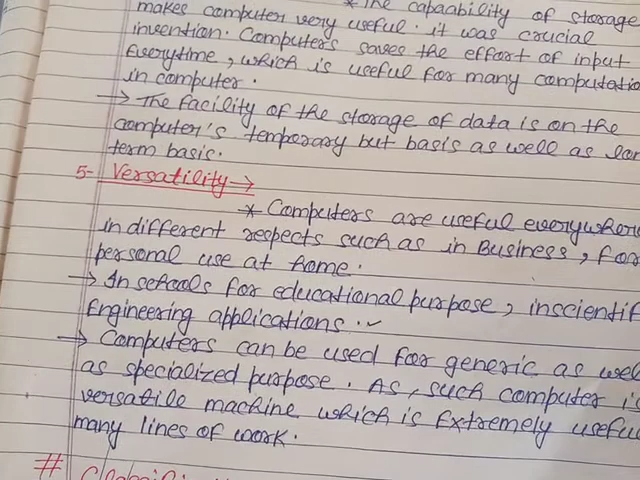 * The capability of storage
makes computer very useful. it was crucial
invention. Computers saves the effort of input
Everytime, which is useful for many computatio
in computer.
→ The facility of the storage of data is on the
computer's temporary but basis as well as lon
term basis.
5- Versatility →
* Computers are useful everywhere
in different respects such as in Business, for
personal use at home.
→ In schools for educational purpose, inscientif
Engineering applications.
→ Computers can be used for generic as well
as specialized purpose. As, such computer is
versatile machine which is Extremely useful
many lines of work.
#